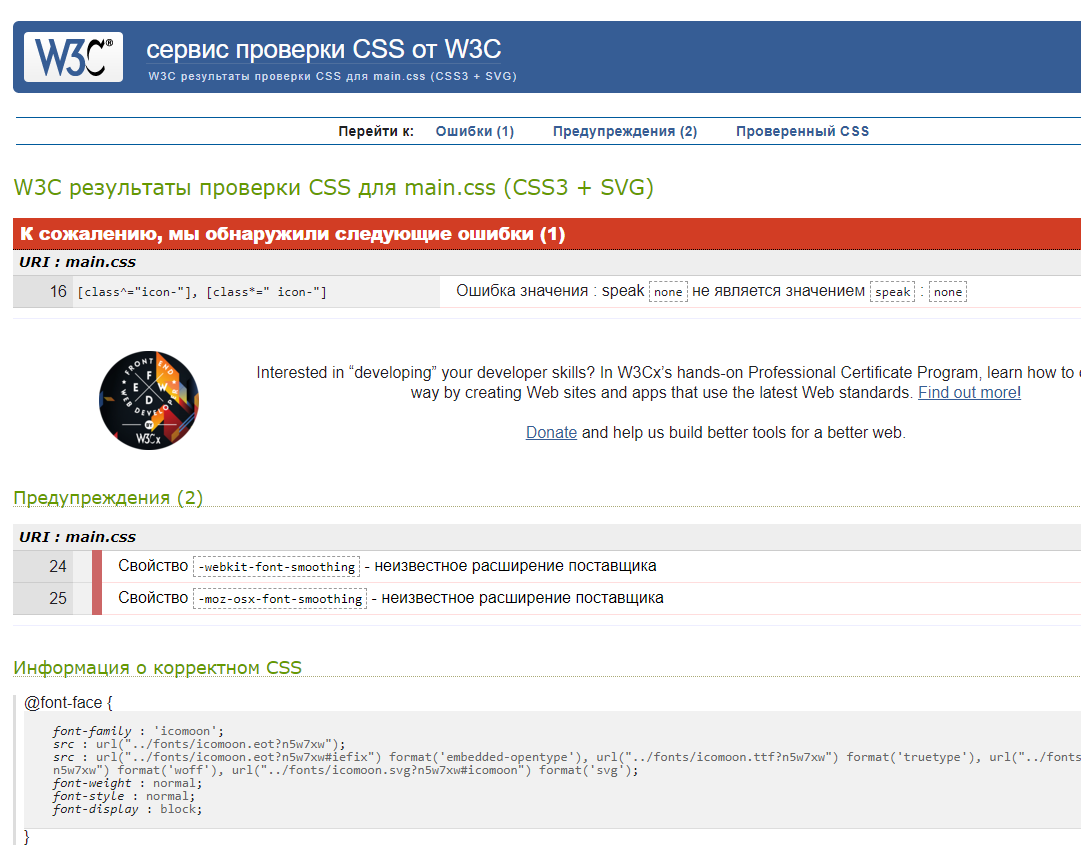 W3C®
сервис проверки CSS от W3C
W3C результаты проверки CSS для main.css (CSS3 + SVG)
Перейти к: Ошибки (1) Предупреждения (2) Проверенный CSS
W3C результаты проверки CSS для main.css (CSS3 + SVG)
К сожалению, мы обнаружили следующие ошибки (1)
URI : main.css
16 [class^="icon-"], [class*=" icon-"] Ошибка значения : speak none не является значением speak : none
FRONT END
WEB DEVELOPER
F
E W
D
BY
W3Cx
Interested in “developing” your developer skills? In W3Cx’s hands-on Professional Certificate Program, learn how to
way by creating Web sites and apps that use the latest Web standards. Find out more!
Donate and help us build better tools for a better web.
Предупреждения (2)
URI : main.css
24 Свойство -webkit-font-smoothing - неизвестное расширение поставщика
25 Свойство -moz-osx-font-smoothing - неизвестное расширение поставщика
Информация о корректном CSS
@font-face {
font-family : 'icomoon';
src : url("../fonts/icomoon.eot?n5w7xw");
src : url("../fonts/icomoon.eot?n5w7xw#iefix") format('embedded-opentype'), url("../fonts/icomoon.ttf?n5w7xw") format('truetype'), url("../fonts
n5w7xw") format('woff'), url("../fonts/icomoon.svg?n5w7xw#icomoon") format('svg');
font-weight : normal;
font-style : normal;
font-display : block;
}